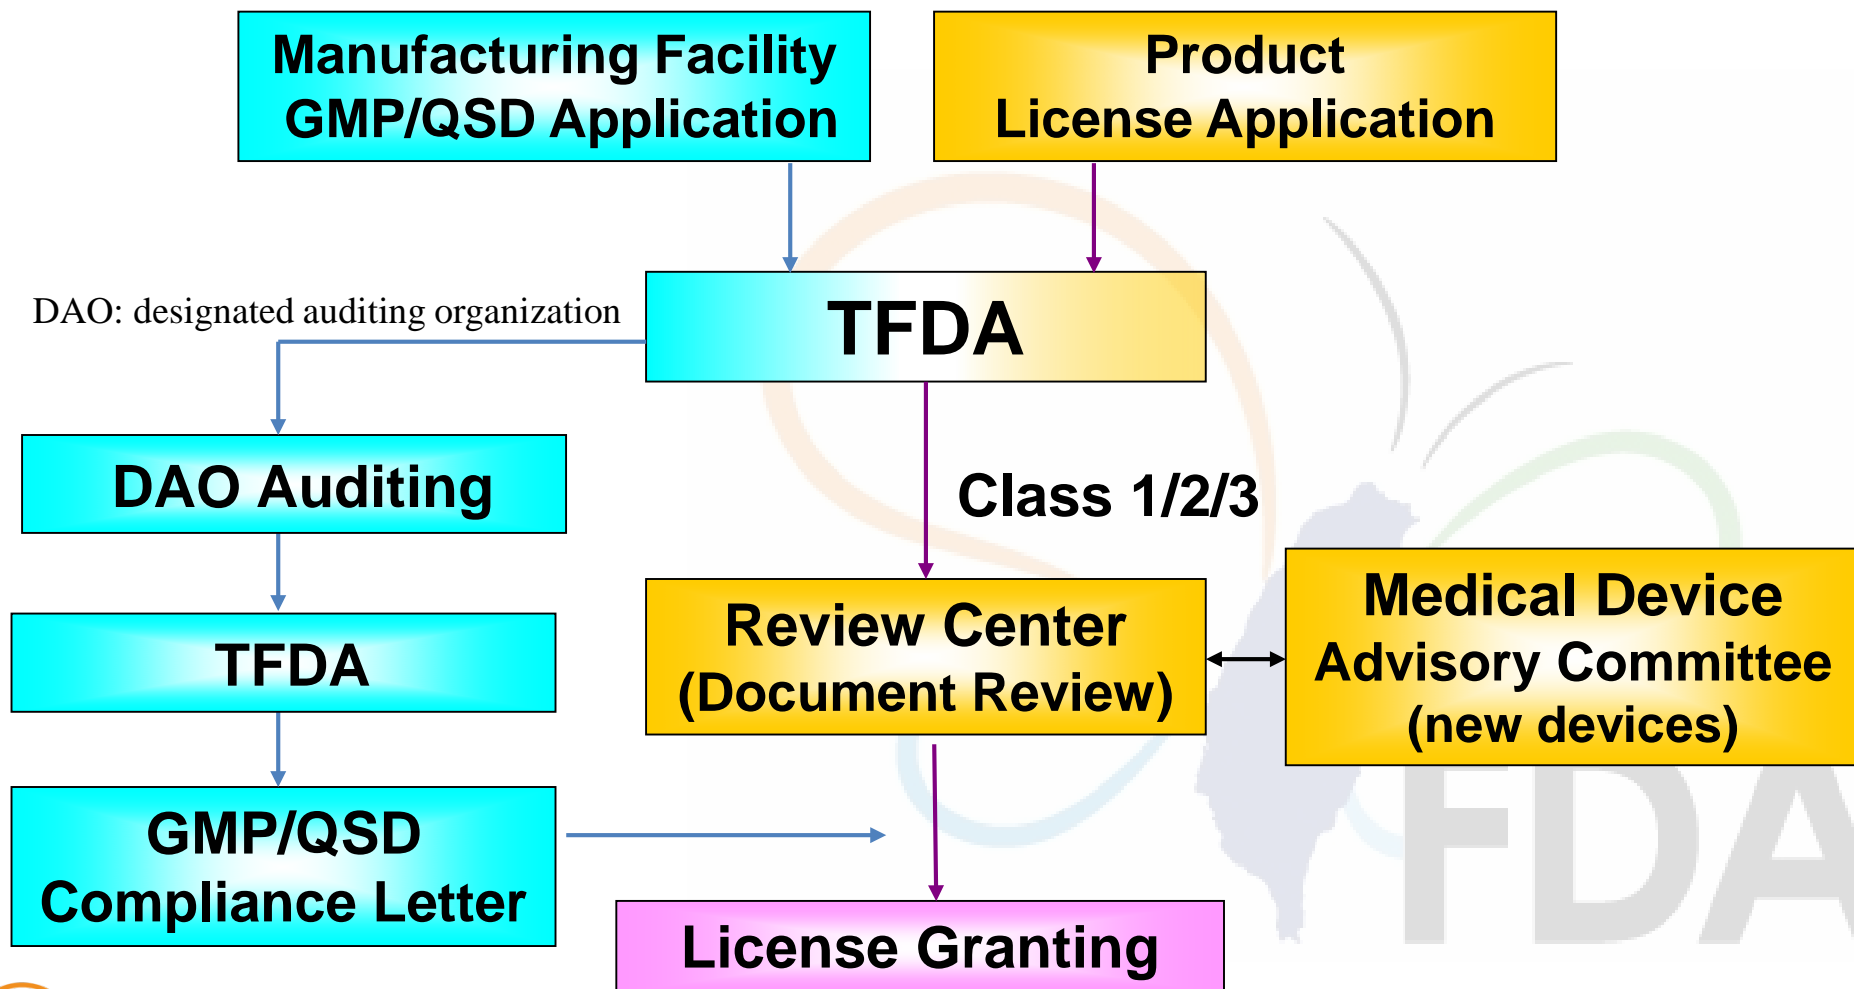 Manufacturing Facility
GMP/QSD Application
Product
License Application
DAO: designated auditing organization
TFDA
DAO Auditing
Class 1/2/3
TFDA
Review Center
(Document Review)
Medical Device
Advisory Committee
(new devices)
GMP/QSD
Compliance Letter
License Granting
FDA